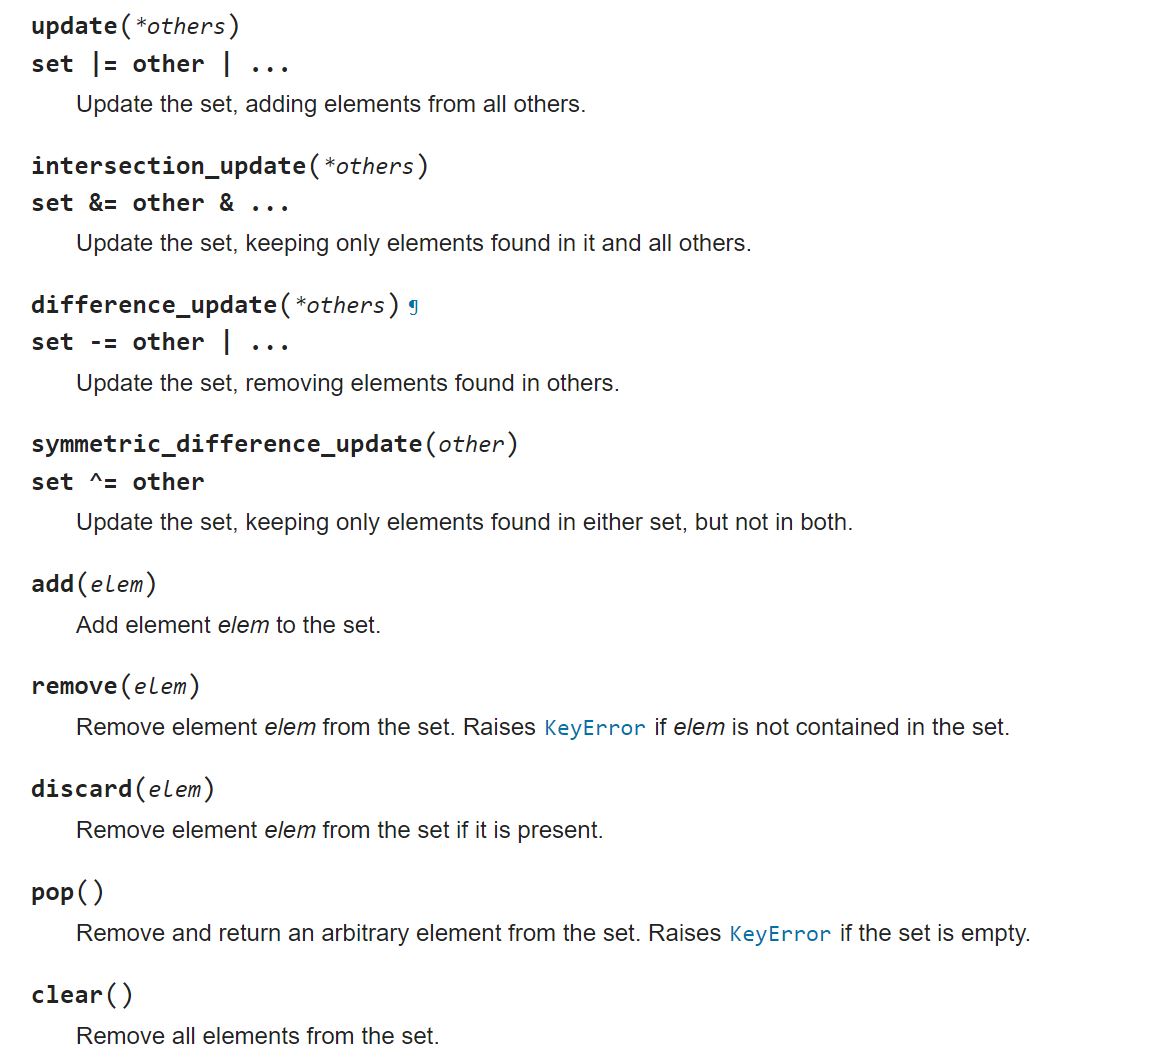 update(*others)
set |= other | ...
Update the set, adding elements from all others.
intersection_update(*others)
set &= other & ...
Update the set, keeping only elements found in it and all others.
difference_update(*others) ¶
set -= other | ...
Update the set, removing elements found in others.
symmetric_difference_update(other)
set ^= other
Update the set, keeping only elements found in either set, but not in both.
add(elem)
Add element elem to the set.
remove(elem)
Remove element elem from the set. Raises KeyError if elem is not contained in the set.
discard(elem)
Remove element elem from the set if it is present.
pop()
Remove and return an arbitrary element from the set. Raises KeyError if the set is empty.
clear()
Remove all elements from the set.